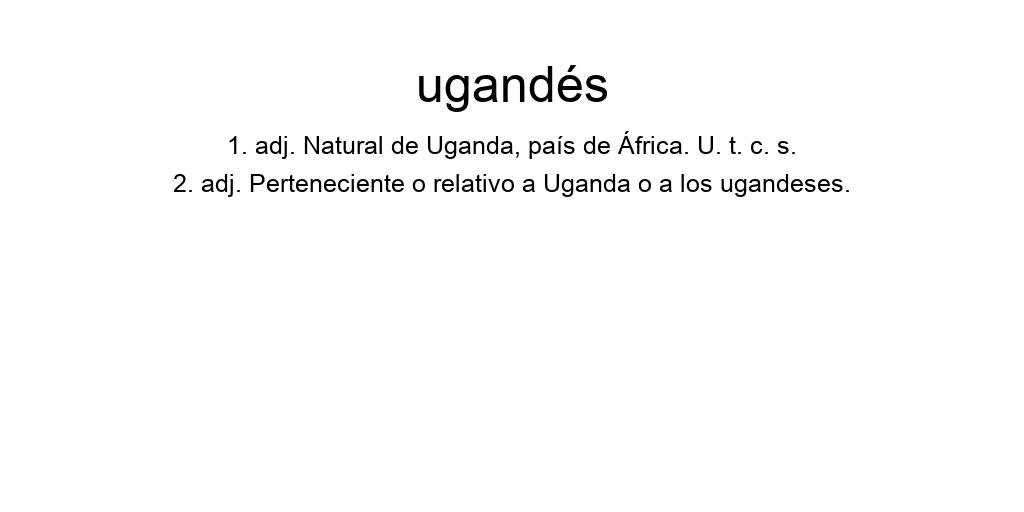 ugandés
1. adj. Natural de Uganda, país de África. U. t. c. s.
2. adj. Perteneciente o relativo a Uganda o a los ugandeses.